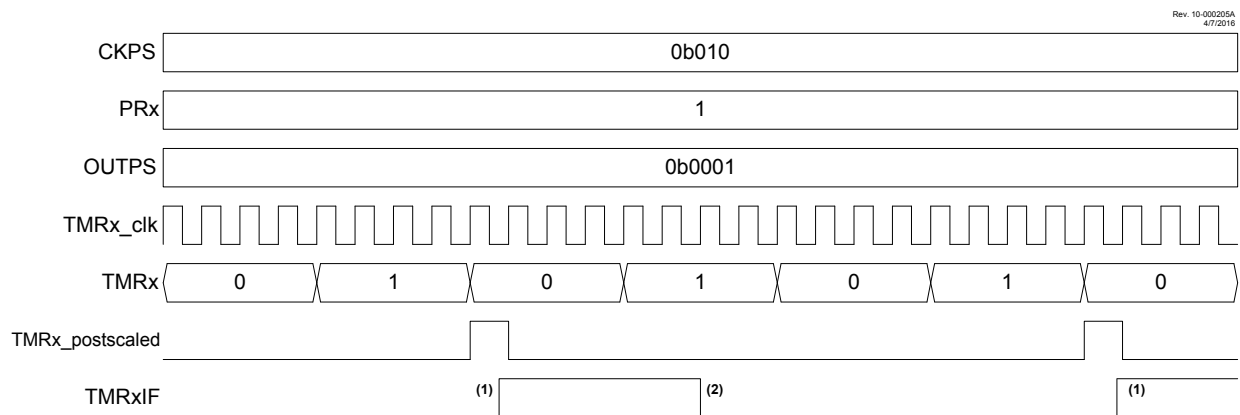 Rev. 10-000205A
4/7/2016
CKPS 0b010
PRx 1
OUTPS 0b0001
TMRx_clk
TMRx 0 1 0 1 0 1 0
TMRx_postscaled
TMRxIF (1) (2) (1)